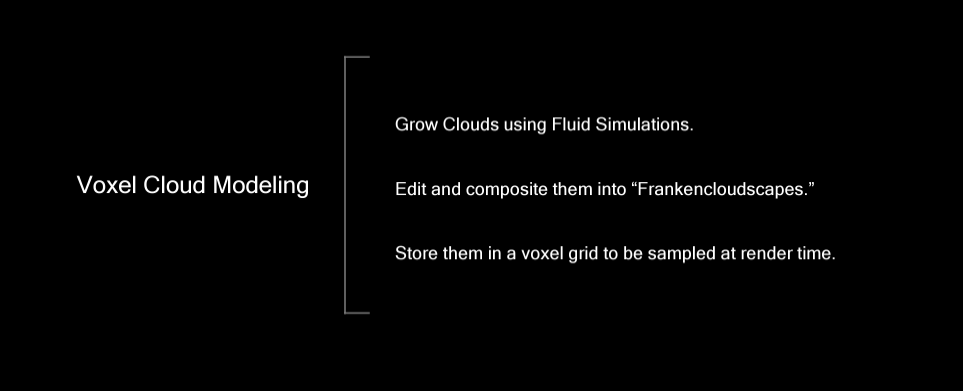 Voxel Cloud Modeling
Grow Clouds using Fluid Simulations.
Edit and composite them into “Frankencloudscapes.”
Store them in a voxel grid to be sampled at render time.